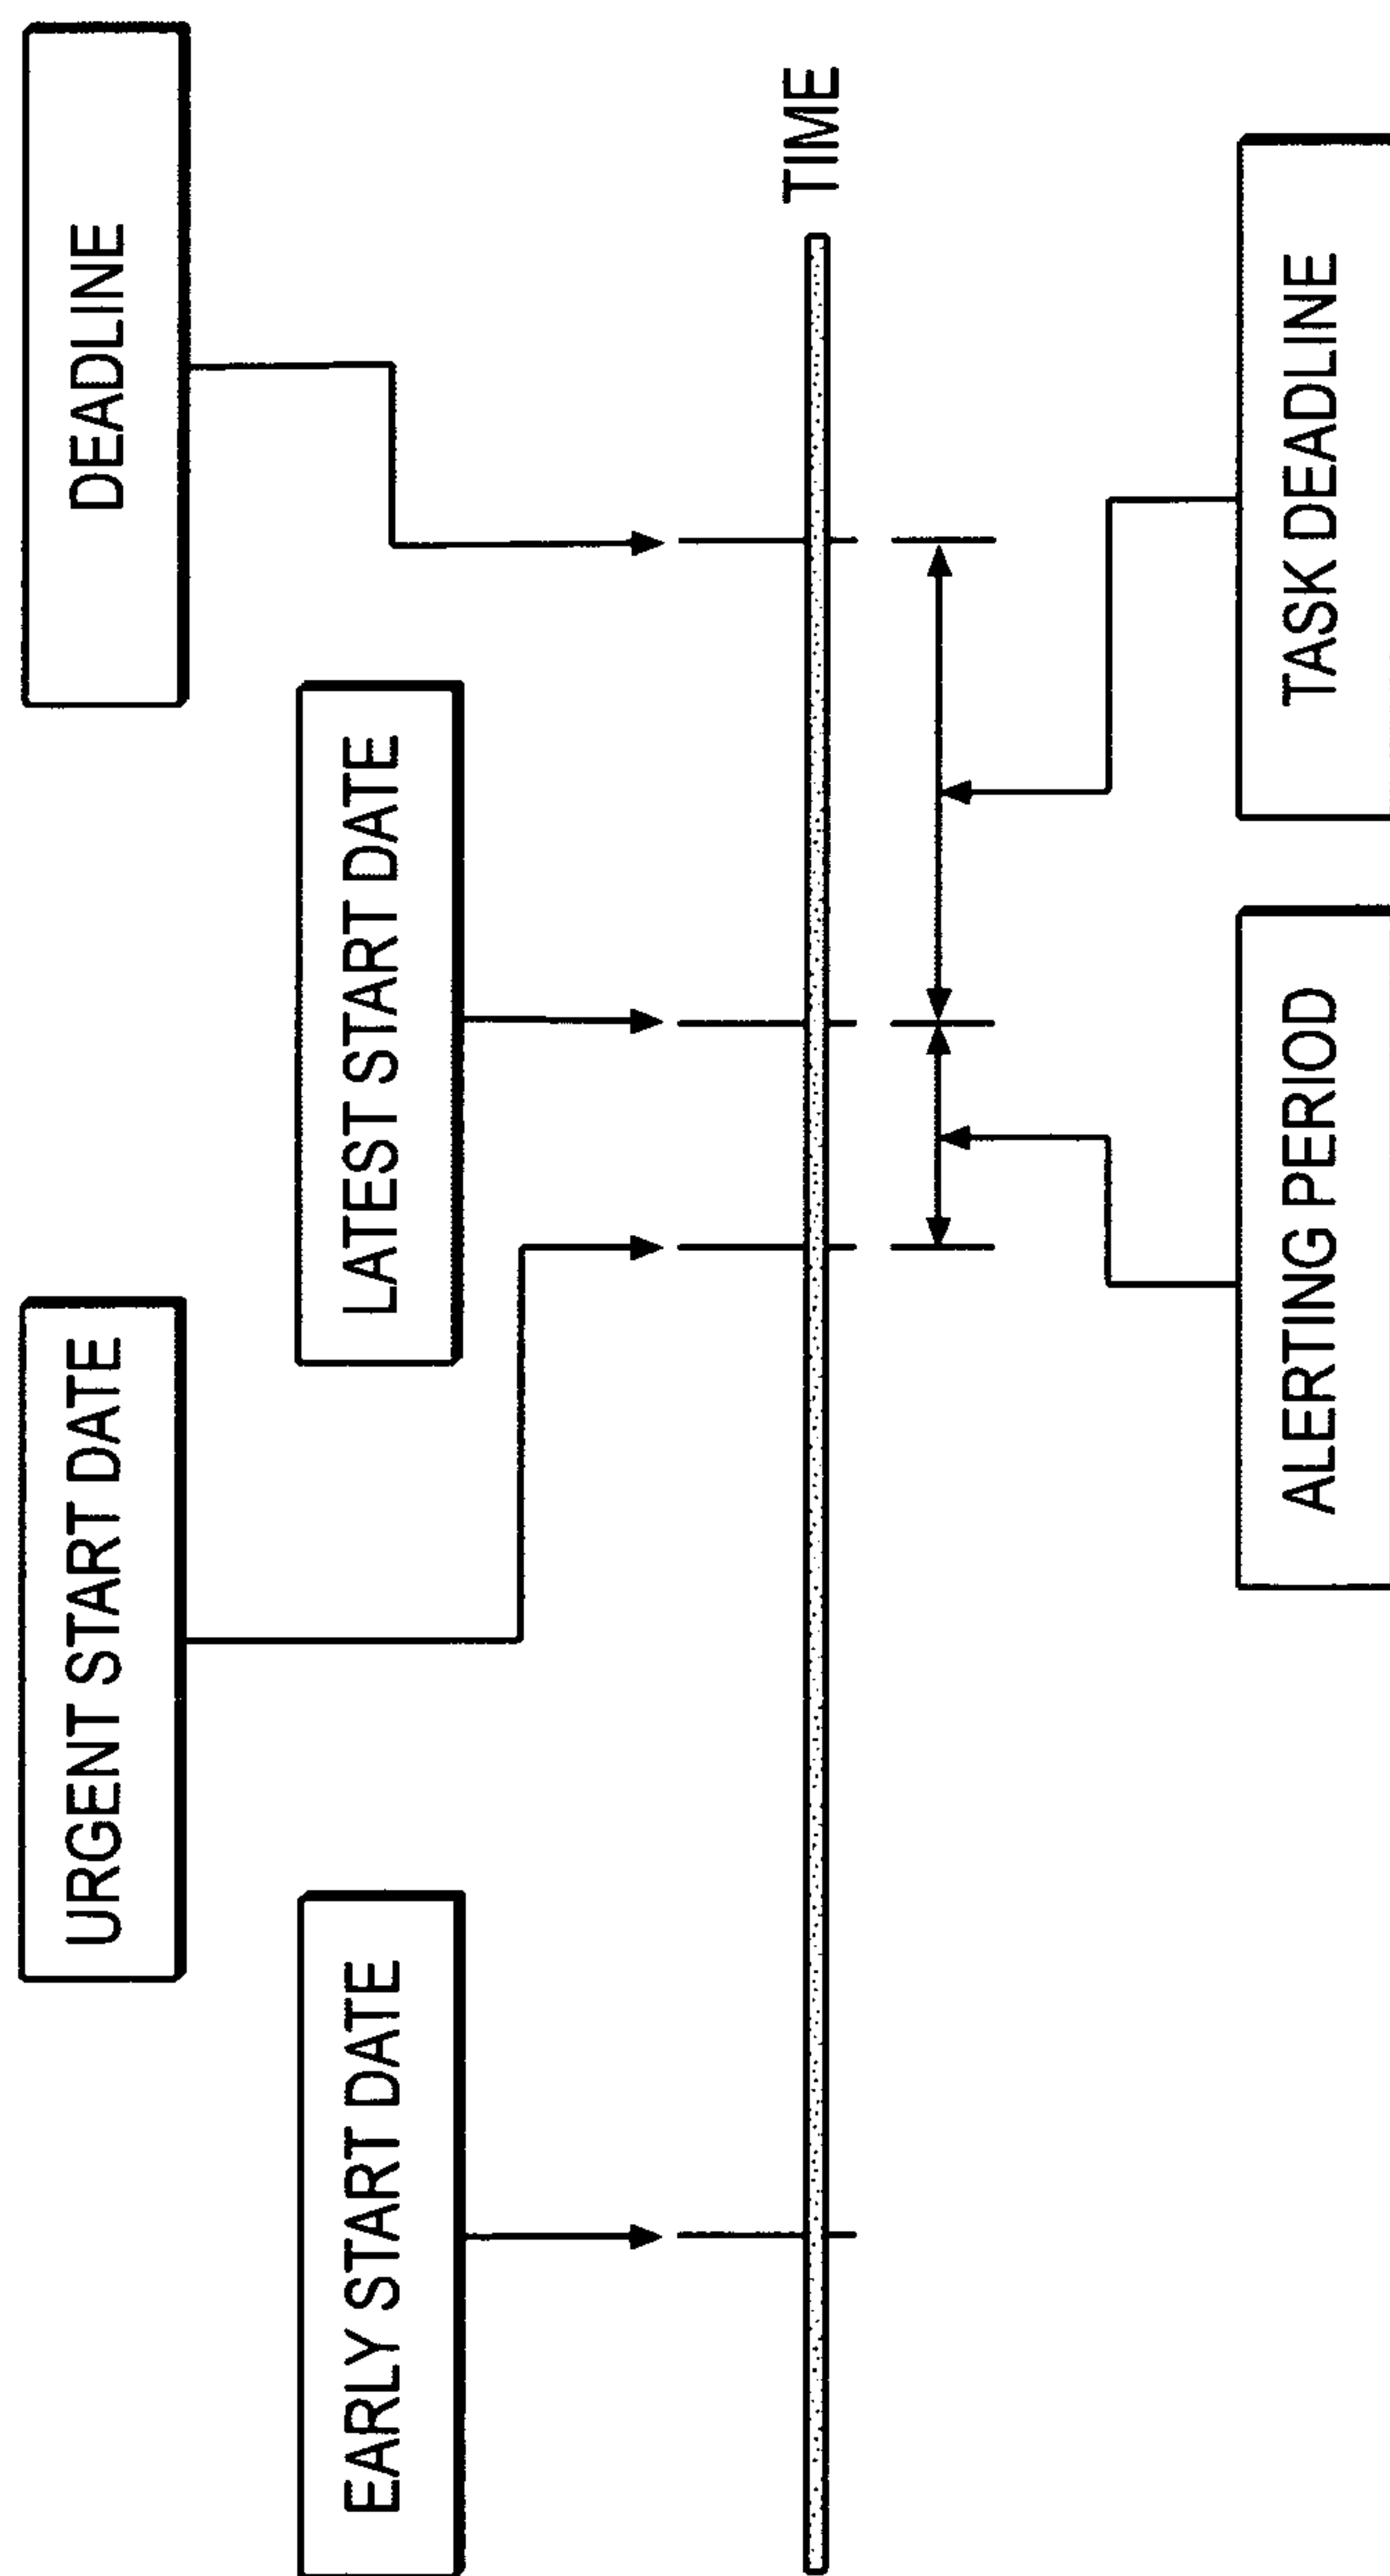 URGENT START DATE
DEADLINE
EARLY START DATE
LATEST START DATE
TIME
ALERTING PERIOD
TASK DEADLINE